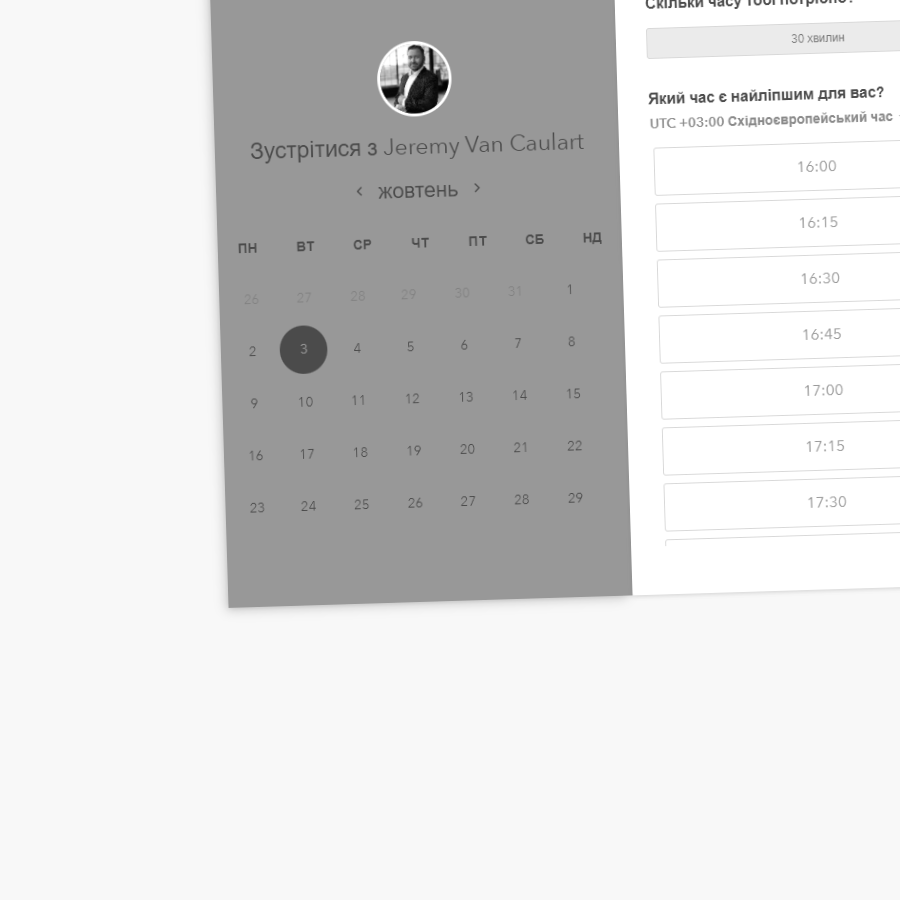 Зустрітися з Jeremy Van Caulart
‹ жовтень ›
ПН ВТ СР ЧТ ПТ СБ НД
26 27 28 29 30 31 1
2 3 4 5 6 7 8
9 10 11 12 13 14 15
16 17 18 19 20 21 22
23 24 25 26 27 28 29
Скільки часу тобі потрібно?
30 хвилин
Який час є найліпшим для вас?
UTC +03:00 Східноєвропейський час
16:00
16:15
16:30
16:45
17:00
17:15
17:30